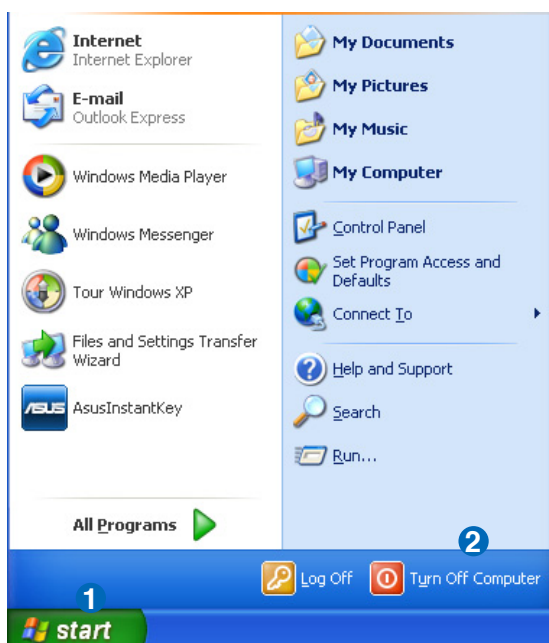 Internet
Internet Explorer
E-mail
Outlook Express
Windows Media Player
Windows Messenger
Tour Windows XP
Files and Settings Transfer
Wizard
ASUS
AsusInstantKey
All Programs
My Documents
My Pictures
My Music
My Computer
Control Panel
Set Program Access and
Defaults
Connect To
Help and Support
Search
Run...
2
Log Off
Turn Off Computer
1
start